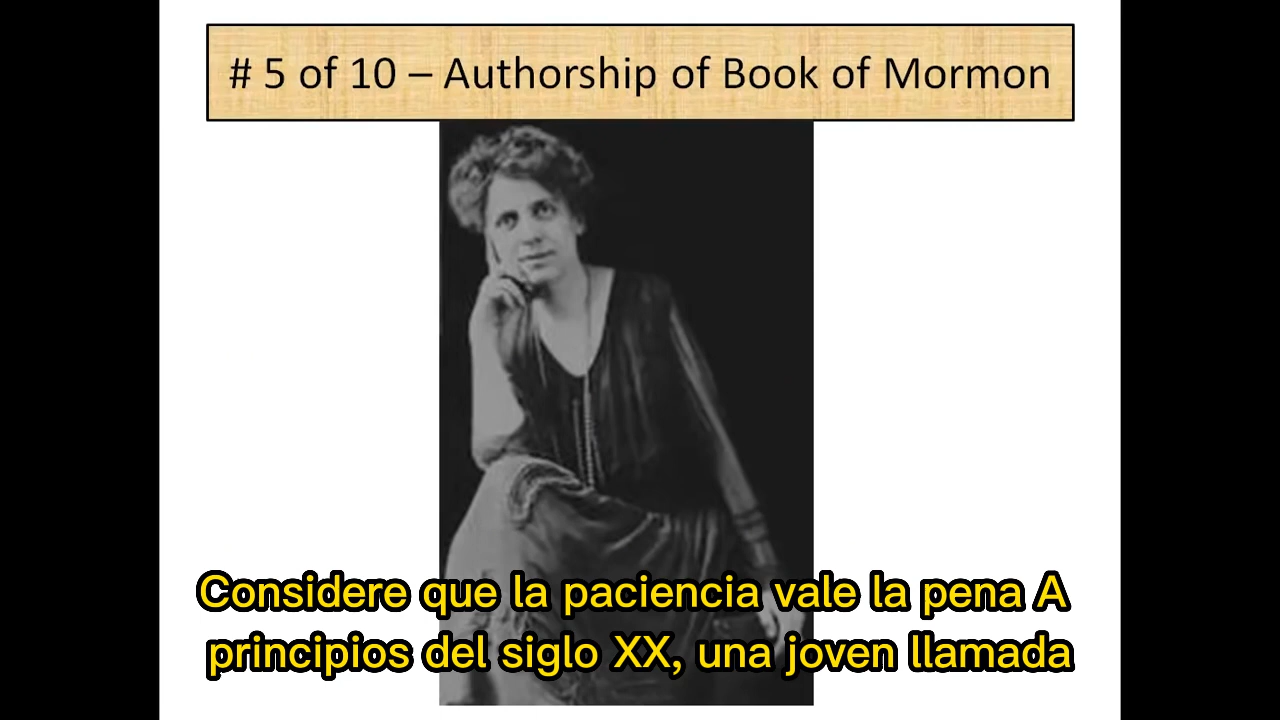 # 5 of 10 – Authorship of Book of Mormon
Considere que la paciencia vale la pena A
principios del siglo XX, una joven llamada